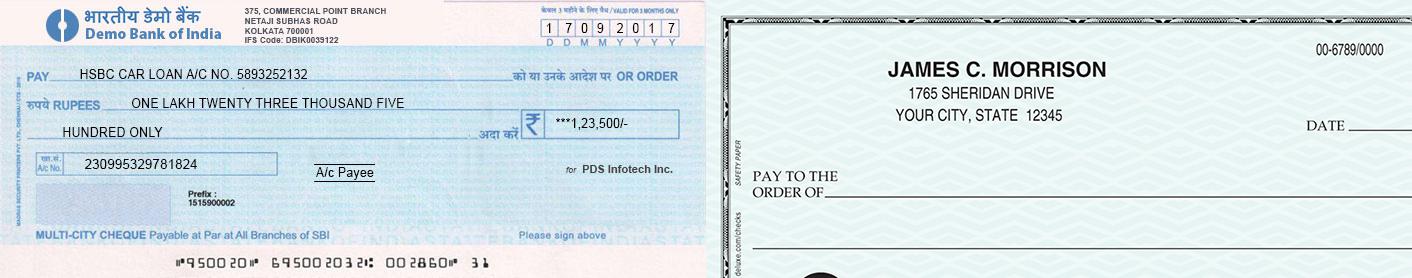 भारतीय डेमो बैंक
Demo Bank of India
375, COMMERCIAL POINT BRANCH
NETAJI SUBHAS ROAD
KOLKATA 700001
IFS Code: DBIK0039122
केवल 3 महीने के लिए वैध / VALID FOR 3 MONTHS ONLY
1 7 0 9 2 0 1 7
D D M M Y Y Y Y
PAY HSBC CAR LOAN A/C NO. 5893252132 को या उनके आदेश पर OR ORDER
रुपये RUPEES ONE LAKH TWENTY THREE THOUSAND FIVE
HUNDRED ONLY अदा करें ₹ ***1,23,500/-
खा.सं.
A/c No. 230995329781824
A/c Payee
for PDS Infotech Inc.
Prefix :
1515900002
MULTI-CITY CHEQUE Payable at Par at All Branches of SBI
Please sign above
⑈950020⑈ 695002032⑆ 002860⑈ 31
00-6789/0000
JAMES C. MORRISON
1765 SHERIDAN DRIVE
YOUR CITY, STATE 12345
DATE
SAFETY PAPER
PAY TO THE
ORDER OF
deluxe.com/checks